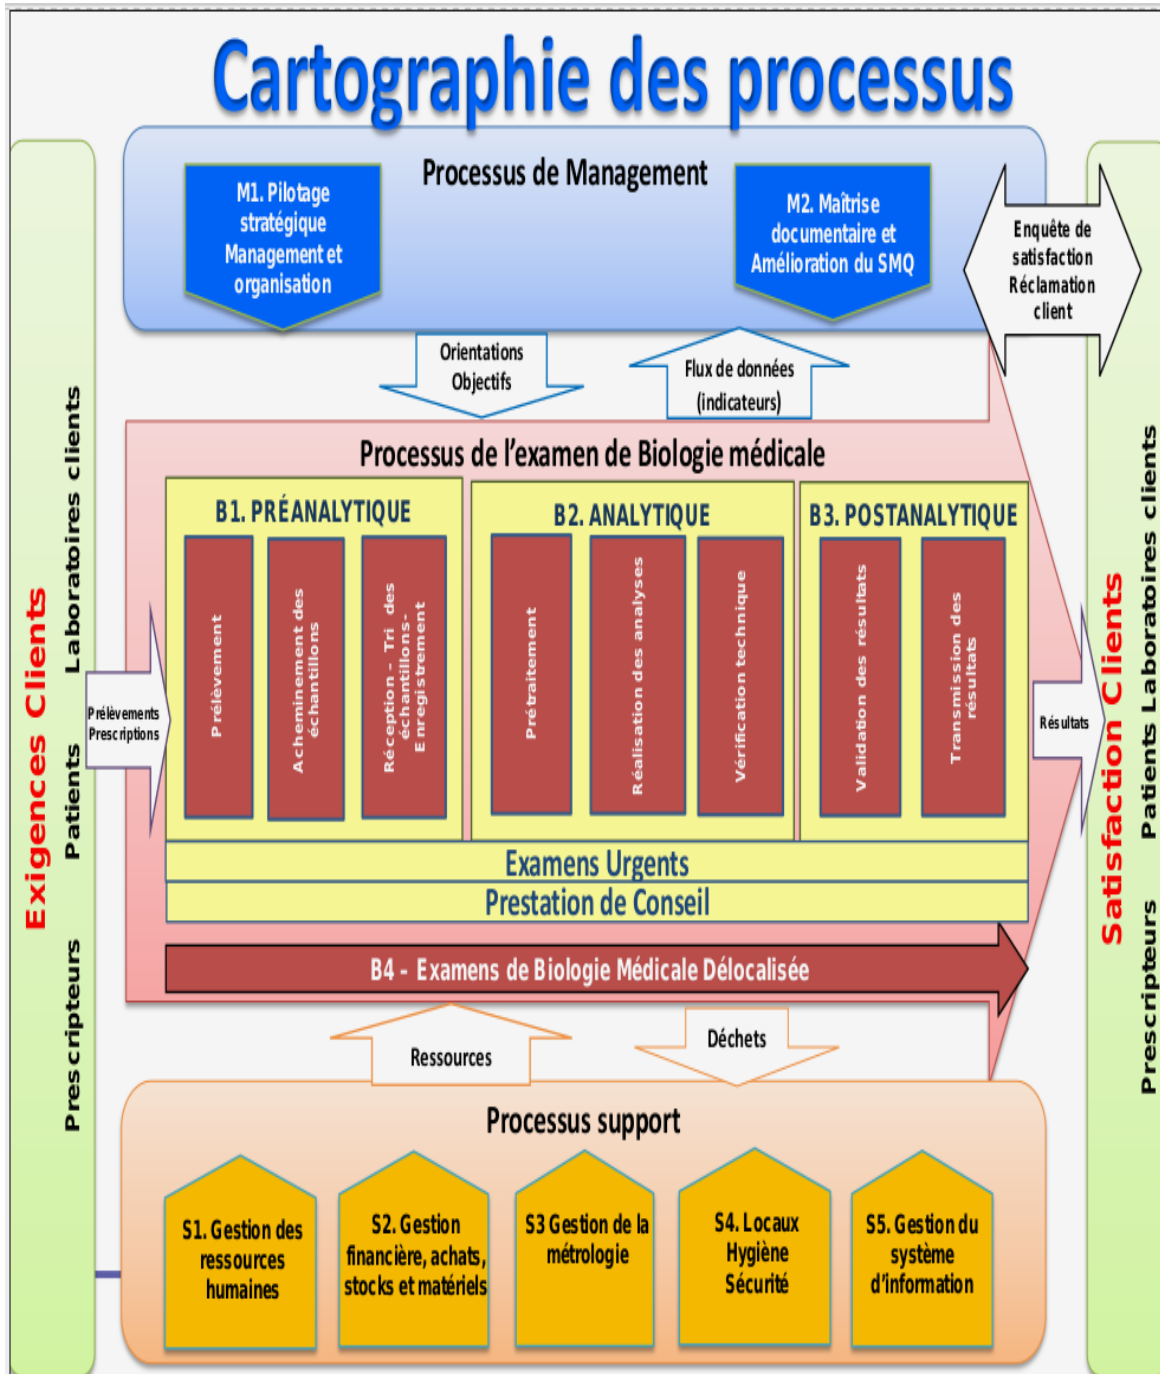 Cartographie des processus
Processus de Management
M1. Pilotage
stratégique
Management et
organisation
M2. Maîtrise
documentaire et
Amélioration du SMQ
Enquête de
satisfaction
Réclamation
client
Orientations
Objectifs
Flux de données
(indicateurs)
Exigences Clients
Prescripteurs Patients Laboratoires clients
Prélèvements
Prescriptions
Processus de l’examen de Biologie médicale
B1. PRÉANALYTIQUE
Prélèvement
Acheminement des
échantillons
Réception – Tri des
échantillons-
Enregistrement
B2. ANALYTIQUE
Prétraitement
Réalisation des analyses
Vérification technique
B3. POSTANALYTIQUE
Validation des résultats
Transmission des
résultats
Examens Urgents
Prestation de Conseil
B4 – Examens de Biologie Médicale Délocalisée
Résultats
Satisfaction Clients
Prescripteurs Patients Laboratoires clients
Ressources
Déchets
Processus support
S1. Gestion des
ressources
humaines
S2. Gestion
financière, achats,
stocks et matériels
S3 Gestion de la
métrologie
S4. Locaux
Hygiène
Sécurité
S5. Gestion du
système
d’information